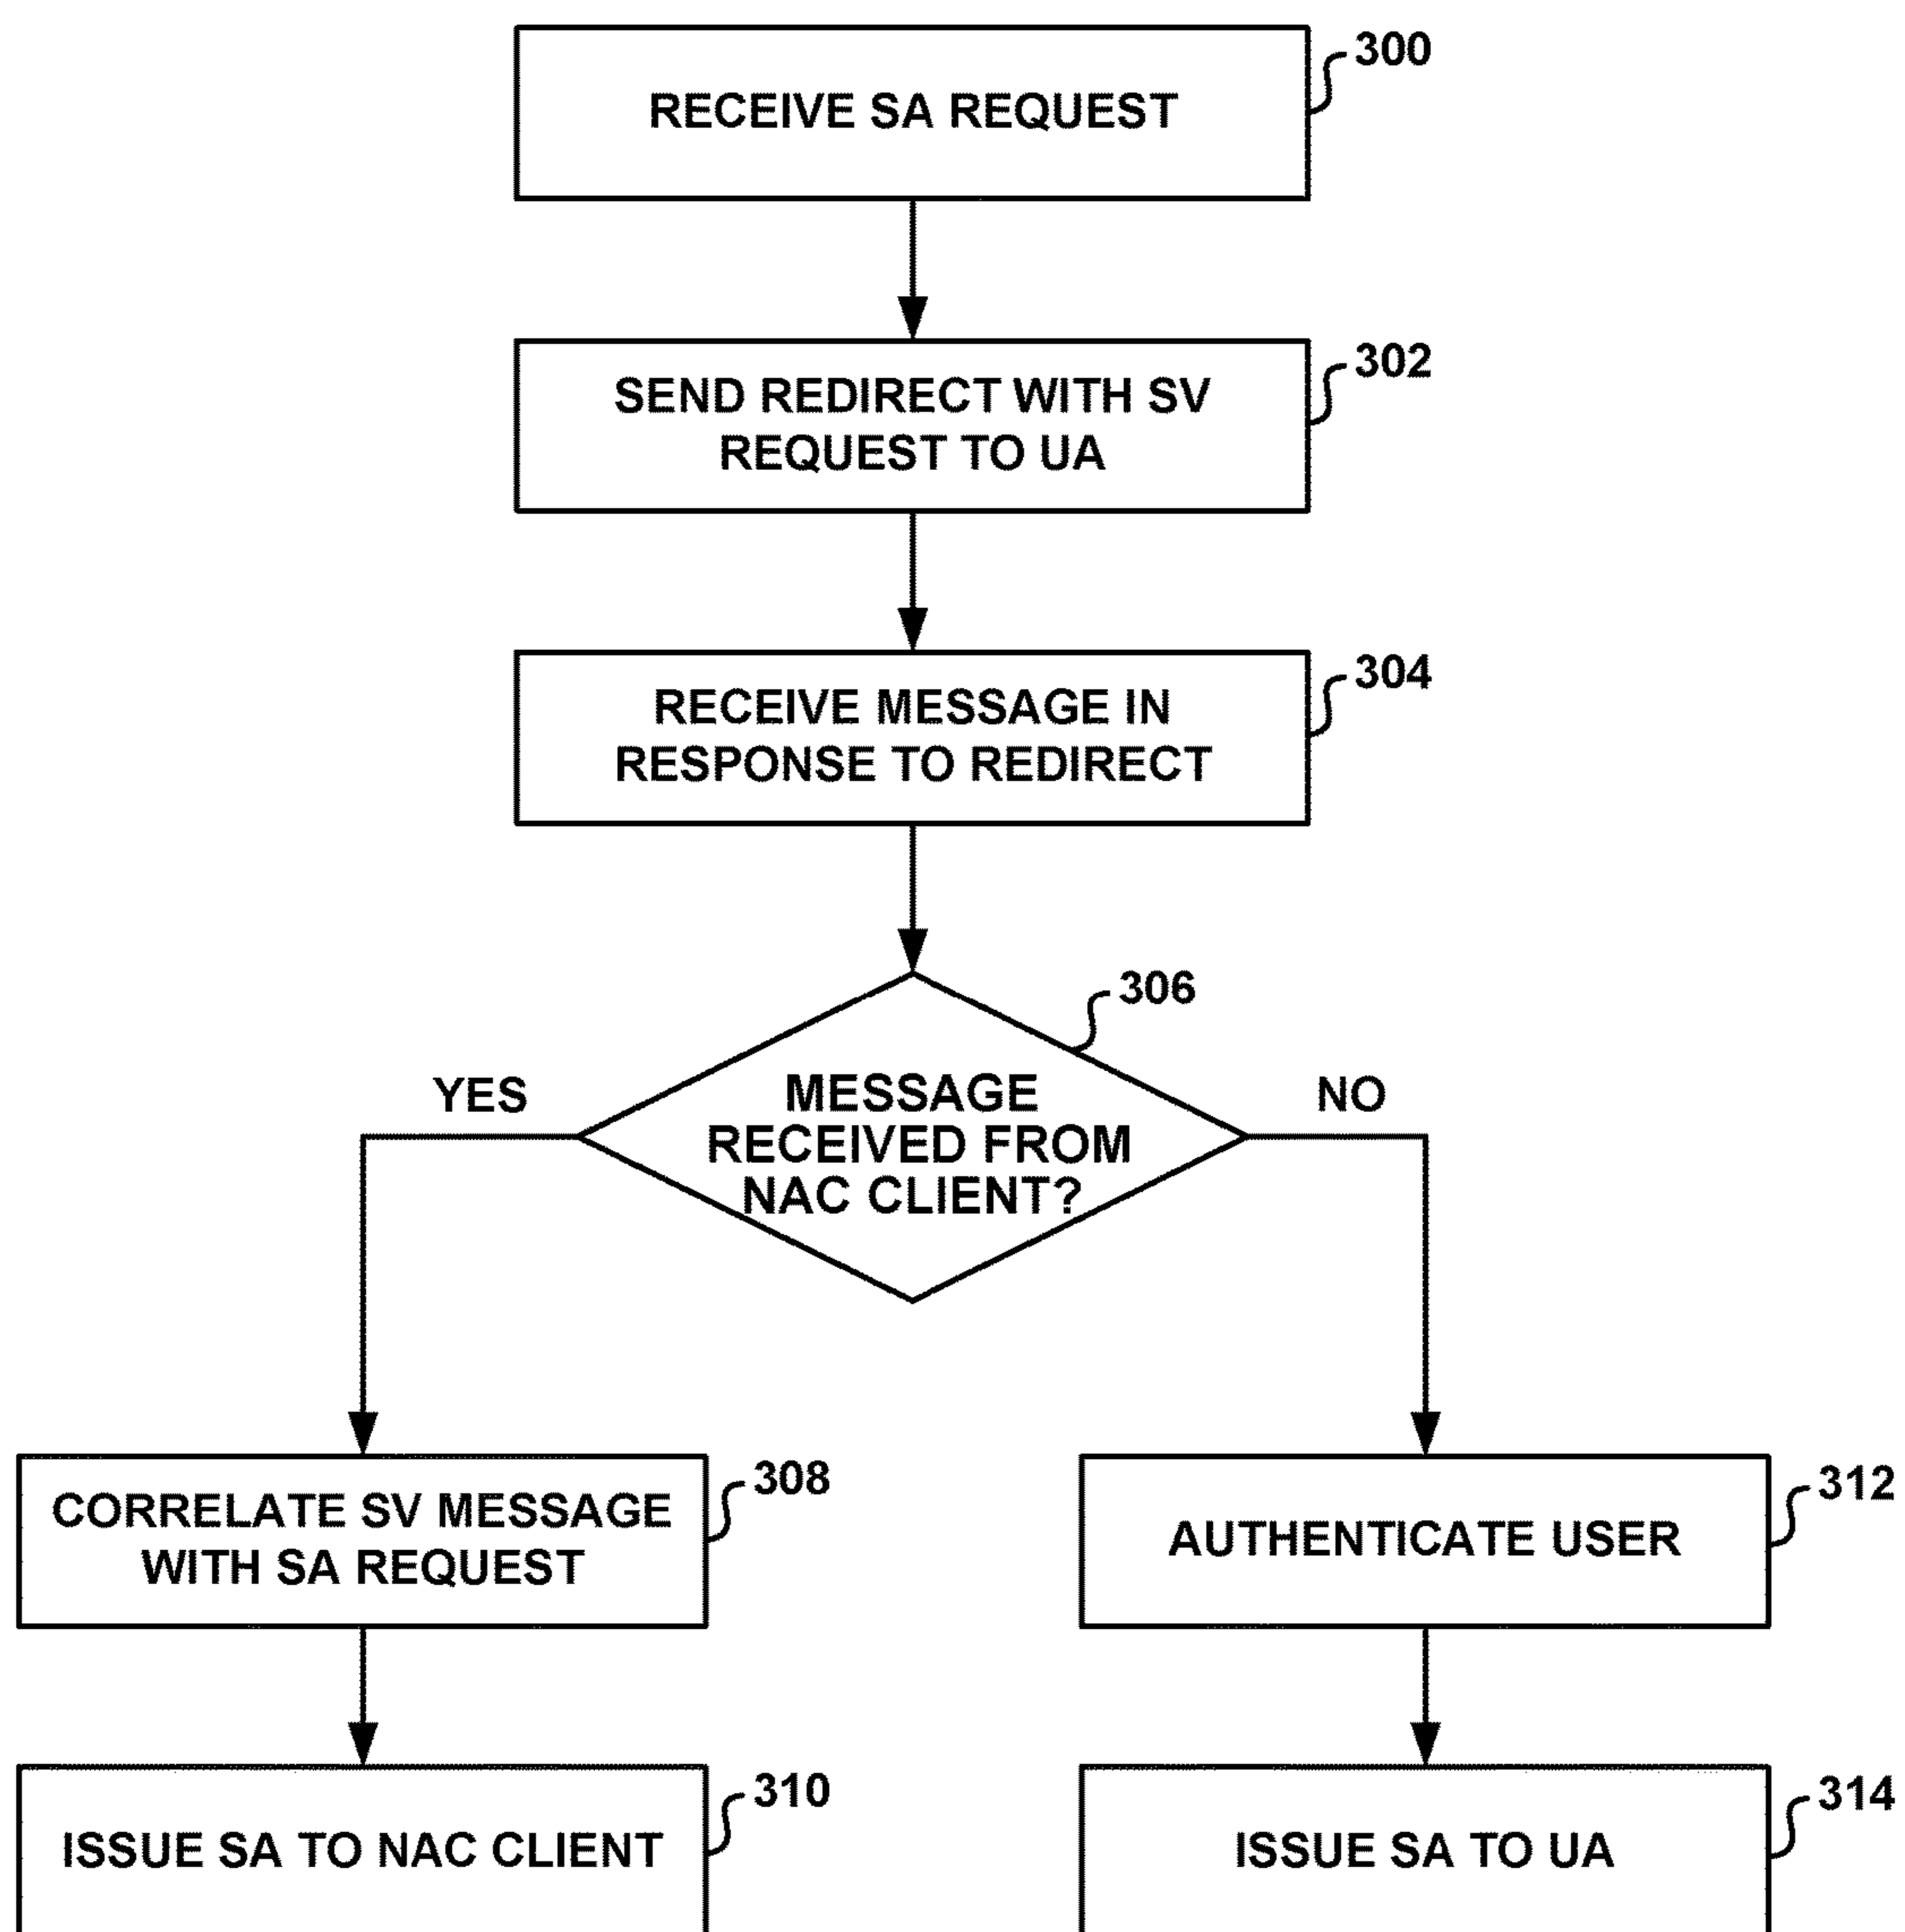 RECEIVE SA REQUEST
300
SEND REDIRECT WITH SV
REQUEST TO UA
302
RECEIVE MESSAGE IN
RESPONSE TO REDIRECT
304
306
YES
MESSAGE
RECEIVED FROM
NAC CLIENT?
NO
CORRELATE SV MESSAGE
WITH SA REQUEST
308
AUTHENTICATE USER
312
ISSUE SA TO NAC CLIENT
310
ISSUE SA TO UA
314